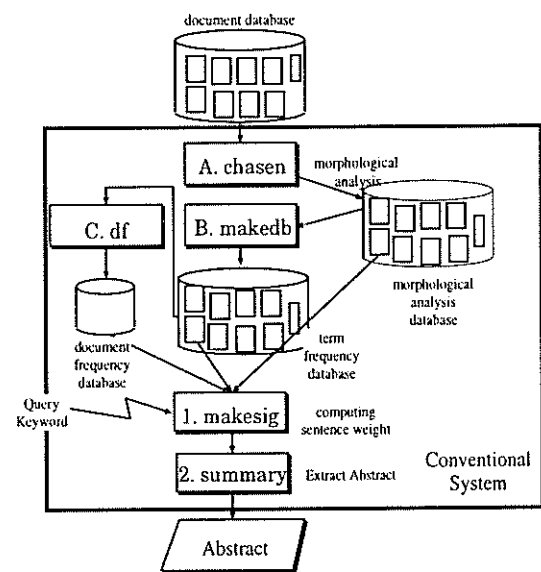 document database
A. chasen
morphological
analysis
C. df
B. makedb
morphological
analysis
database
document
frequency
database
term
frequency
database
Query
Keyword
1. makesig
computing
sentence weight
2. summary
Extract Abstract
Conventional
System
Abstract